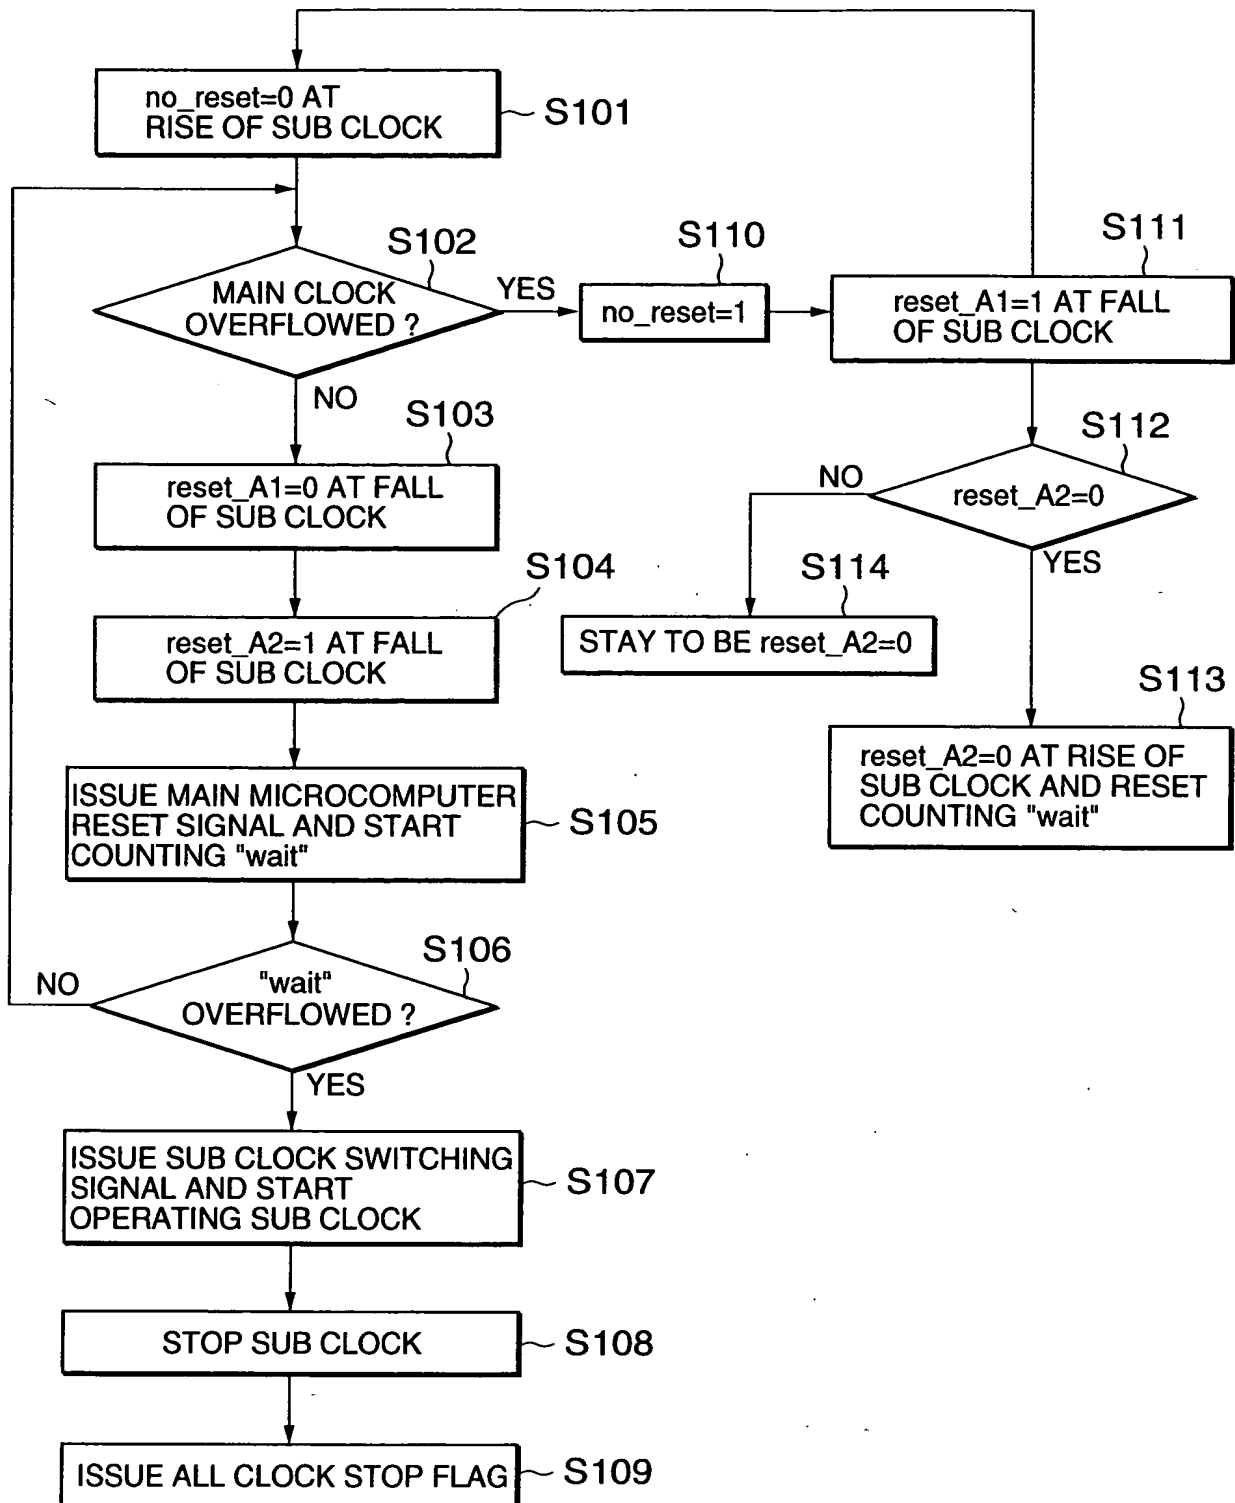 no_reset=0 AT
RISE OF SUB CLOCK
S101
S102
MAIN CLOCK
OVERFLOWED ?
YES
NO
S110
no_reset=1
S111
reset_A1=1 AT FALL
OF SUB CLOCK
S103
reset_A1=0 AT FALL
OF SUB CLOCK
S112
reset_A2=0
NO
YES
S104
reset_A2=1 AT FALL
OF SUB CLOCK
S114
STAY TO BE reset_A2=0
S113
reset_A2=0 AT RISE OF
SUB CLOCK AND RESET
COUNTING "wait"
ISSUE MAIN MICROCOMPUTER
RESET SIGNAL AND START
COUNTING "wait"
S105
S106
"wait"
OVERFLOWED ?
NO
YES
ISSUE SUB CLOCK SWITCHING
SIGNAL AND START
OPERATING SUB CLOCK
S107
STOP SUB CLOCK
S108
ISSUE ALL CLOCK STOP FLAG
S109